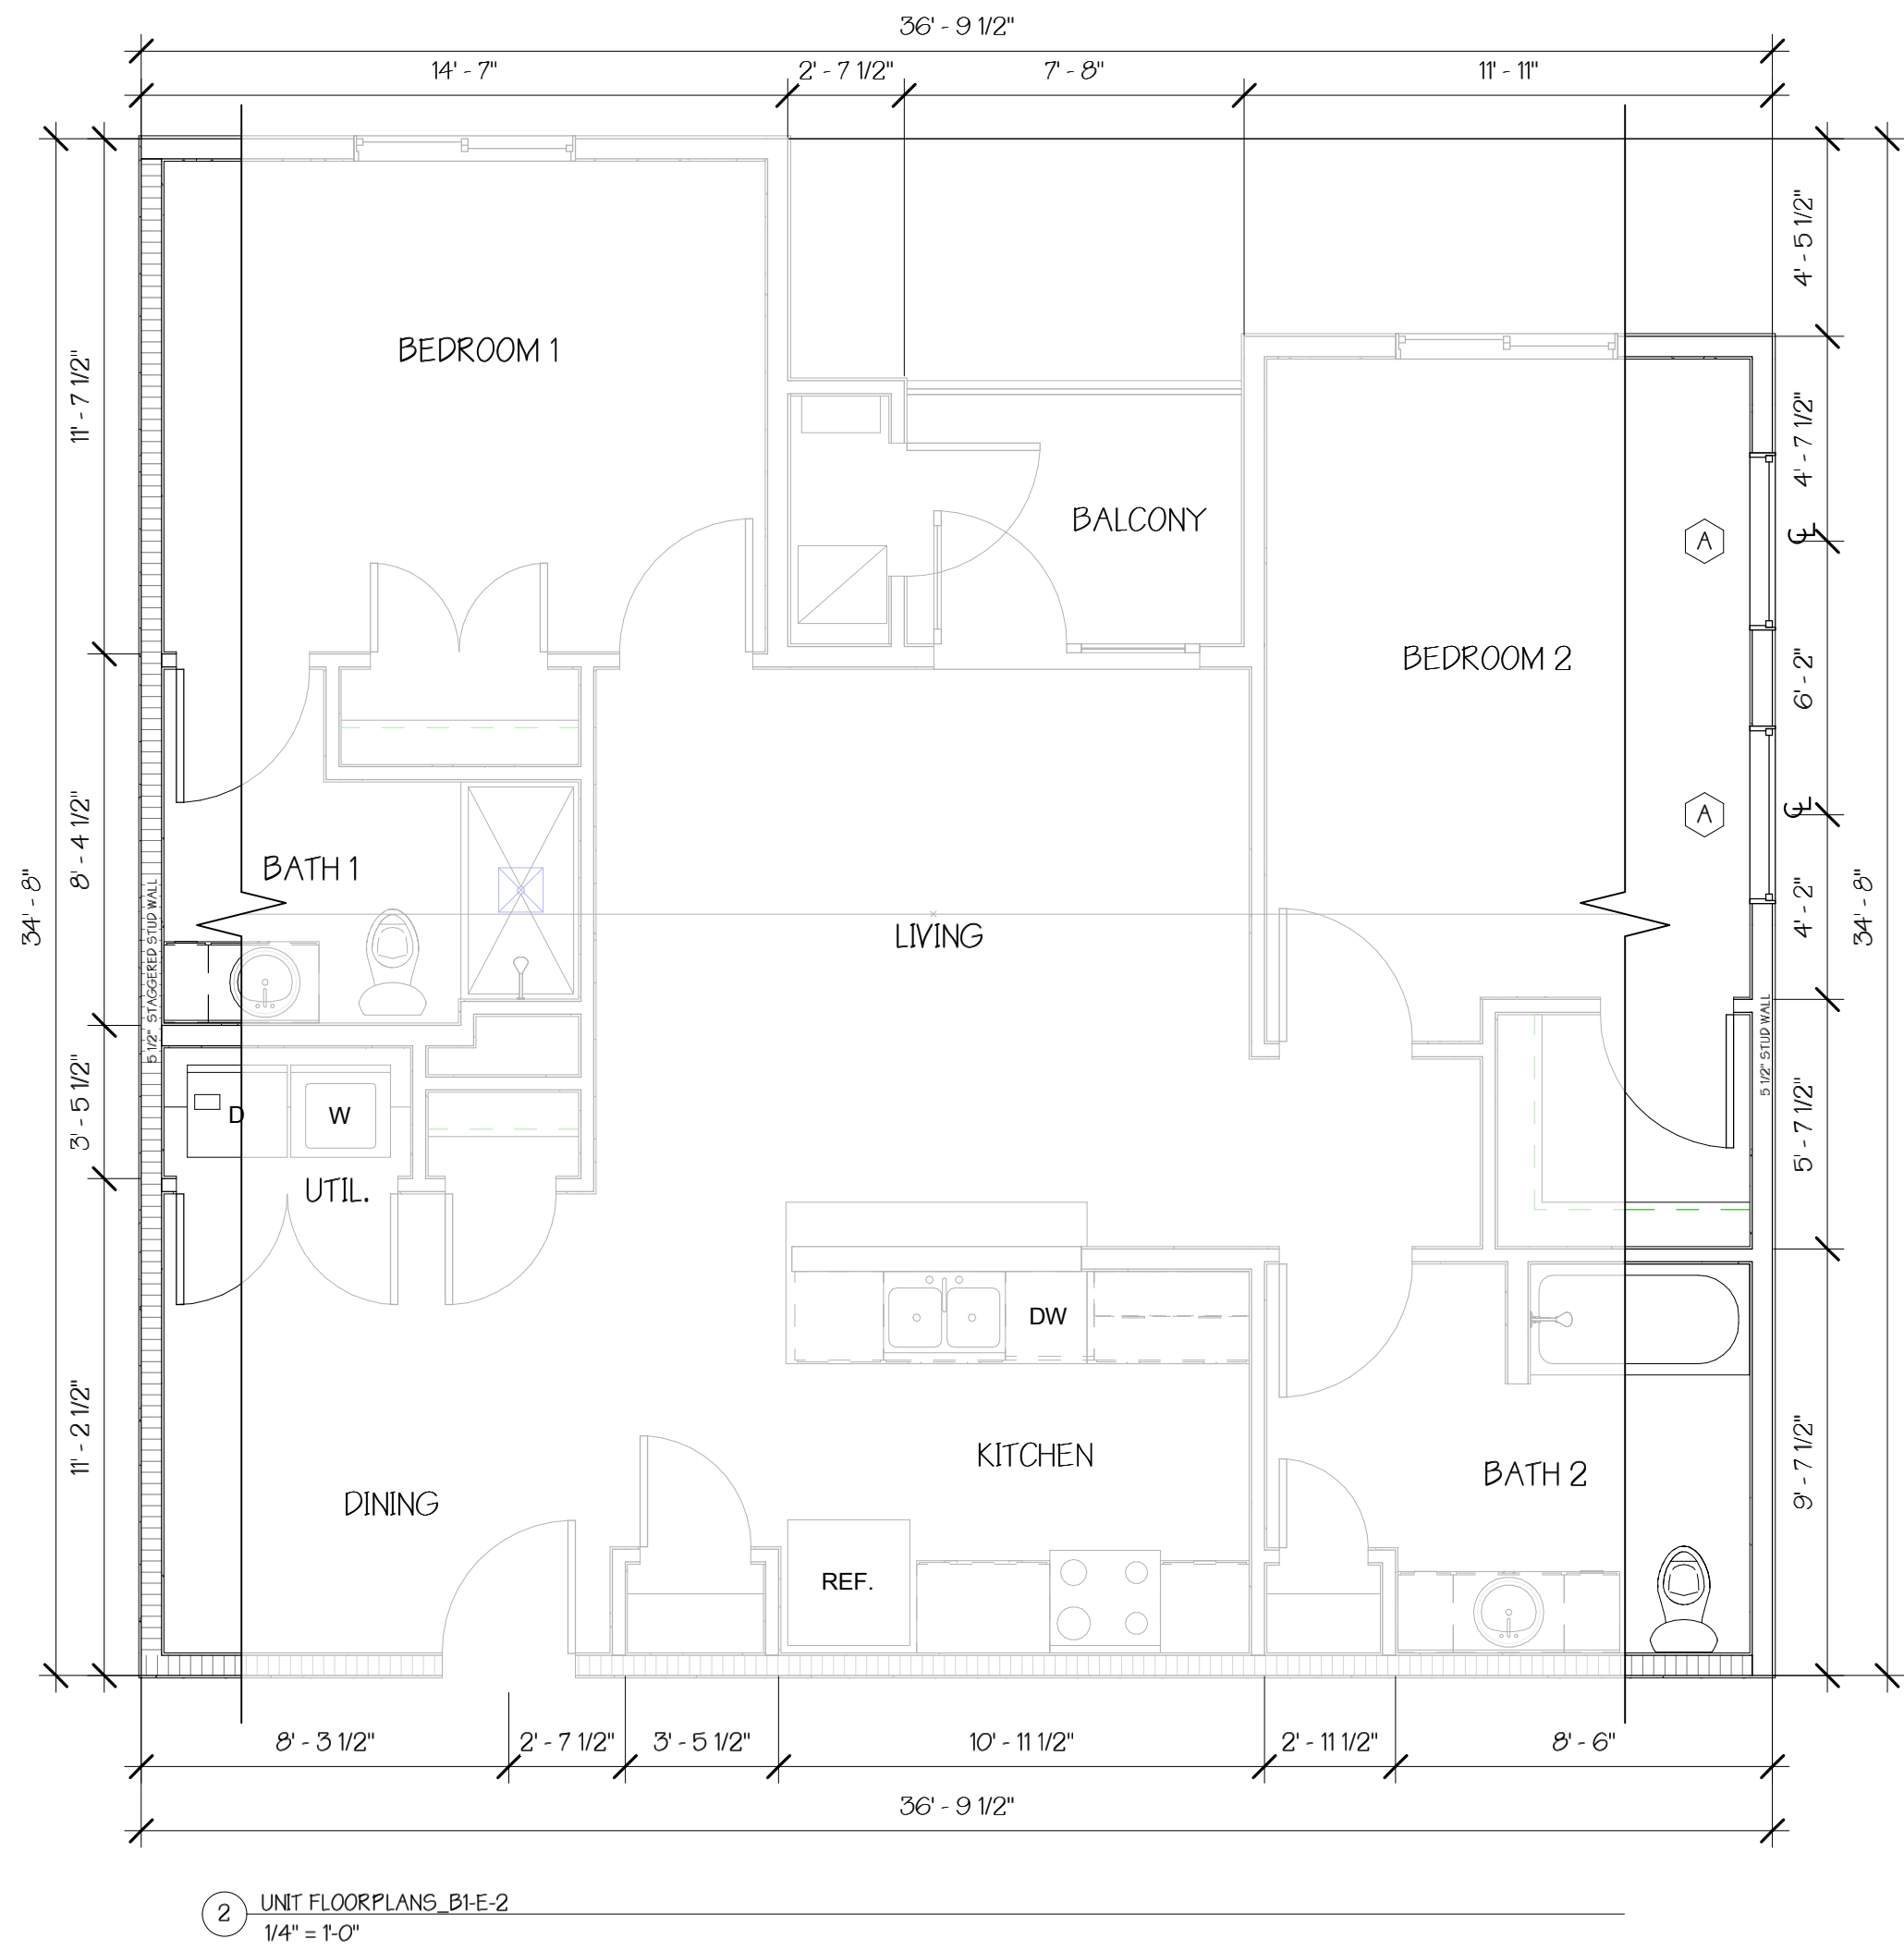 36' - 9 1/2"
14' - 7"
2' - 7 1/2"
7' - 8"
11' - 11"
4' - 5 1/2"
11' - 7 1/2"
BEDROOM 1
4' - 7 1/2"
BALCONY
A
BEDROOM 2
6' - 2"
A
8' - 4 1/2"
BATH 1
34' - 8"
LIVING
4' - 2"
34' - 8"
5 1/2" STAGGERED STUD WALL
5 1/2" STUD WALL
3' - 5 1/2"
D
W
5' - 7 1/2"
UTIL.
DW
11' - 2 1/2"
KITCHEN
BATH 2
9' - 7 1/2"
DINING
REF.
8' - 3 1/2"
2' - 7 1/2"
3' - 5 1/2"
10' - 11 1/2"
2' - 11 1/2"
8' - 6"
36' - 9 1/2"
2
UNIT FLOORPLANS_B1-E-2
1/4" = 1'-0"